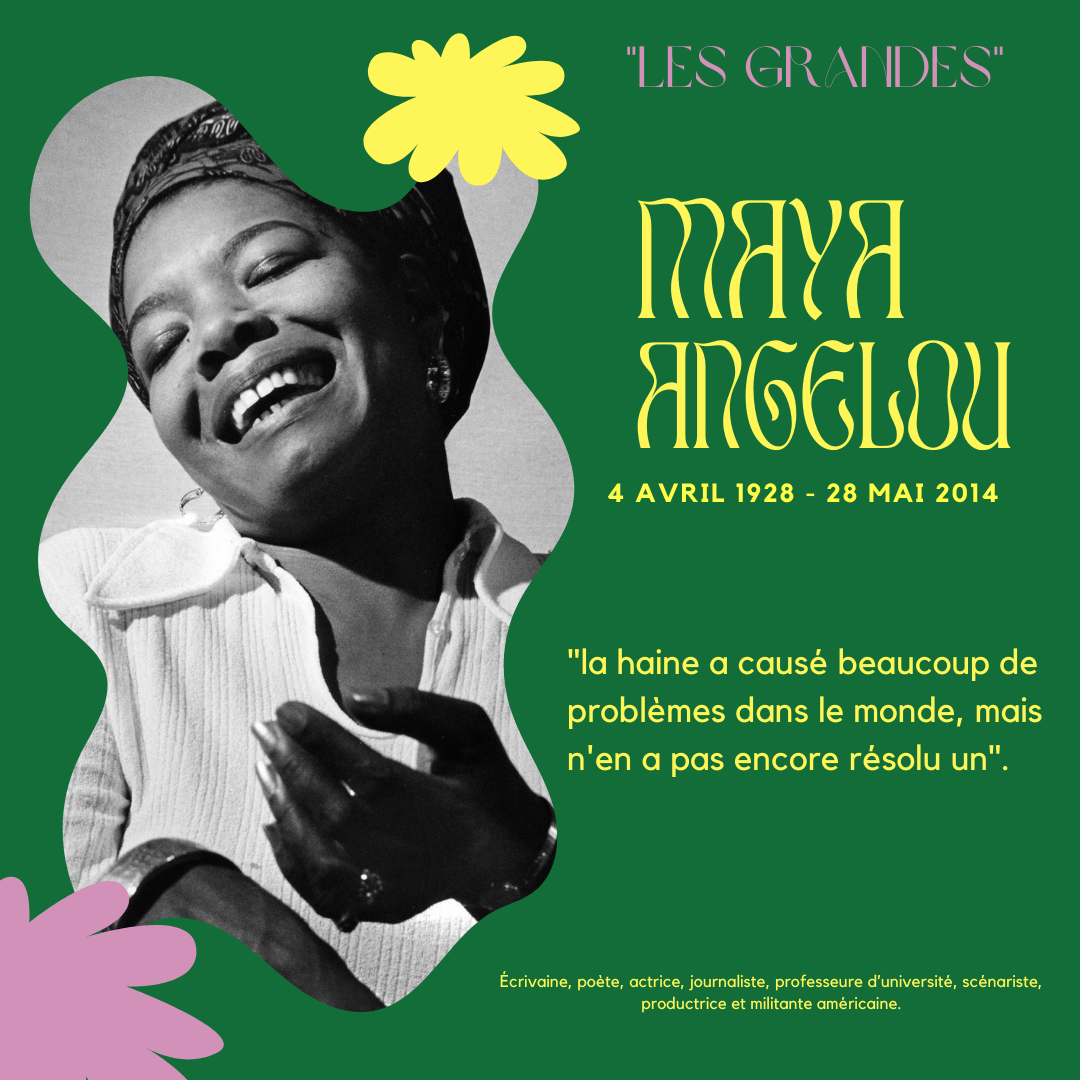 "LES GRANDES"
MAYA
ANGELOU
4 AVRIL 1928 - 28 MAI 2014
"la haine a causé beaucoup de
problèmes dans le monde, mais
n'en a pas encore résolu un".
Écrivaine, poète, actrice, journaliste, professeure d’université, scénariste,
productrice et militante américaine.